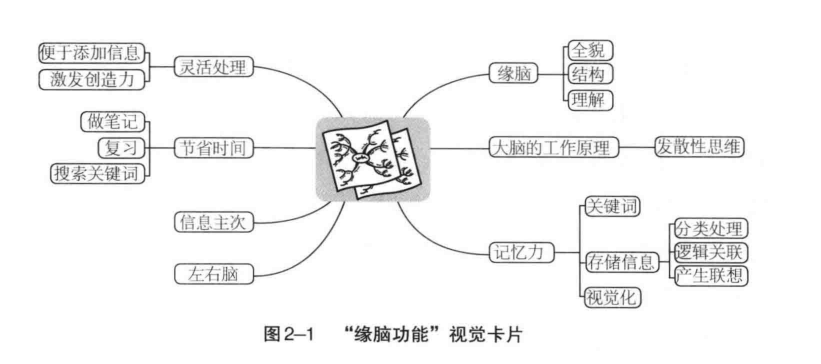 便于添加信息
激发创造力
灵活处理
做笔记
复习
搜索关键词
节省时间
信息主次
左右脑
缘脑
全貌
结构
理解
大脑的工作原理
发散性思维
记忆力
关键词
存储信息
分类处理
逻辑关联
产生联想
视觉化
图2-1 “缘脑功能”视觉卡片